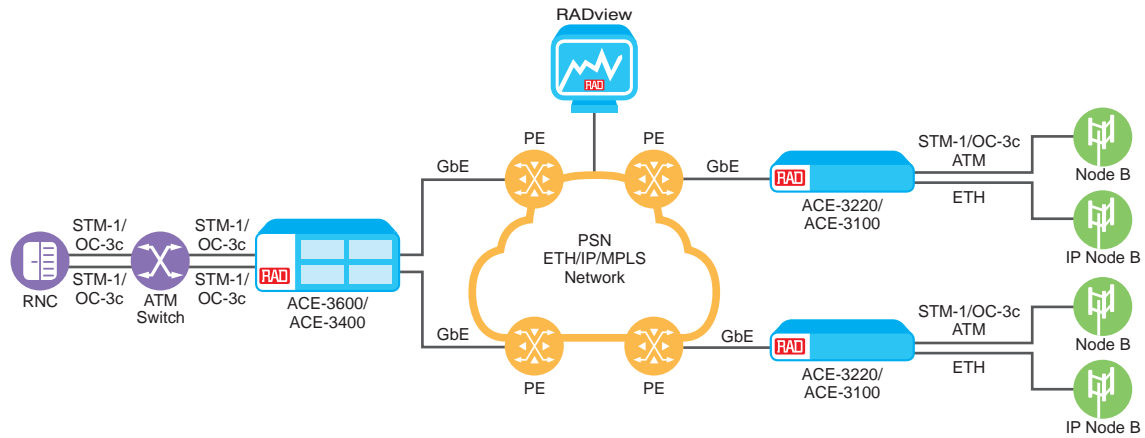 RADview
RAD
PE
PE
GbE
GbE
RAD
ACE-3220/
ACE-3100
STM-1/OC-3c
ATM
ETH
Node B
IP Node B
RNC
STM-1/
OC-3c
STM-1/
OC-3c
ATM
Switch
STM-1/
OC-3c
STM-1/
OC-3c
RAD
ACE-3600/
ACE-3400
PSN
ETH/IP/MPLS
Network
GbE
PE
PE
GbE
RAD
ACE-3220/
ACE-3100
STM-1/OC-3c
ATM
ETH
Node B
IP Node B